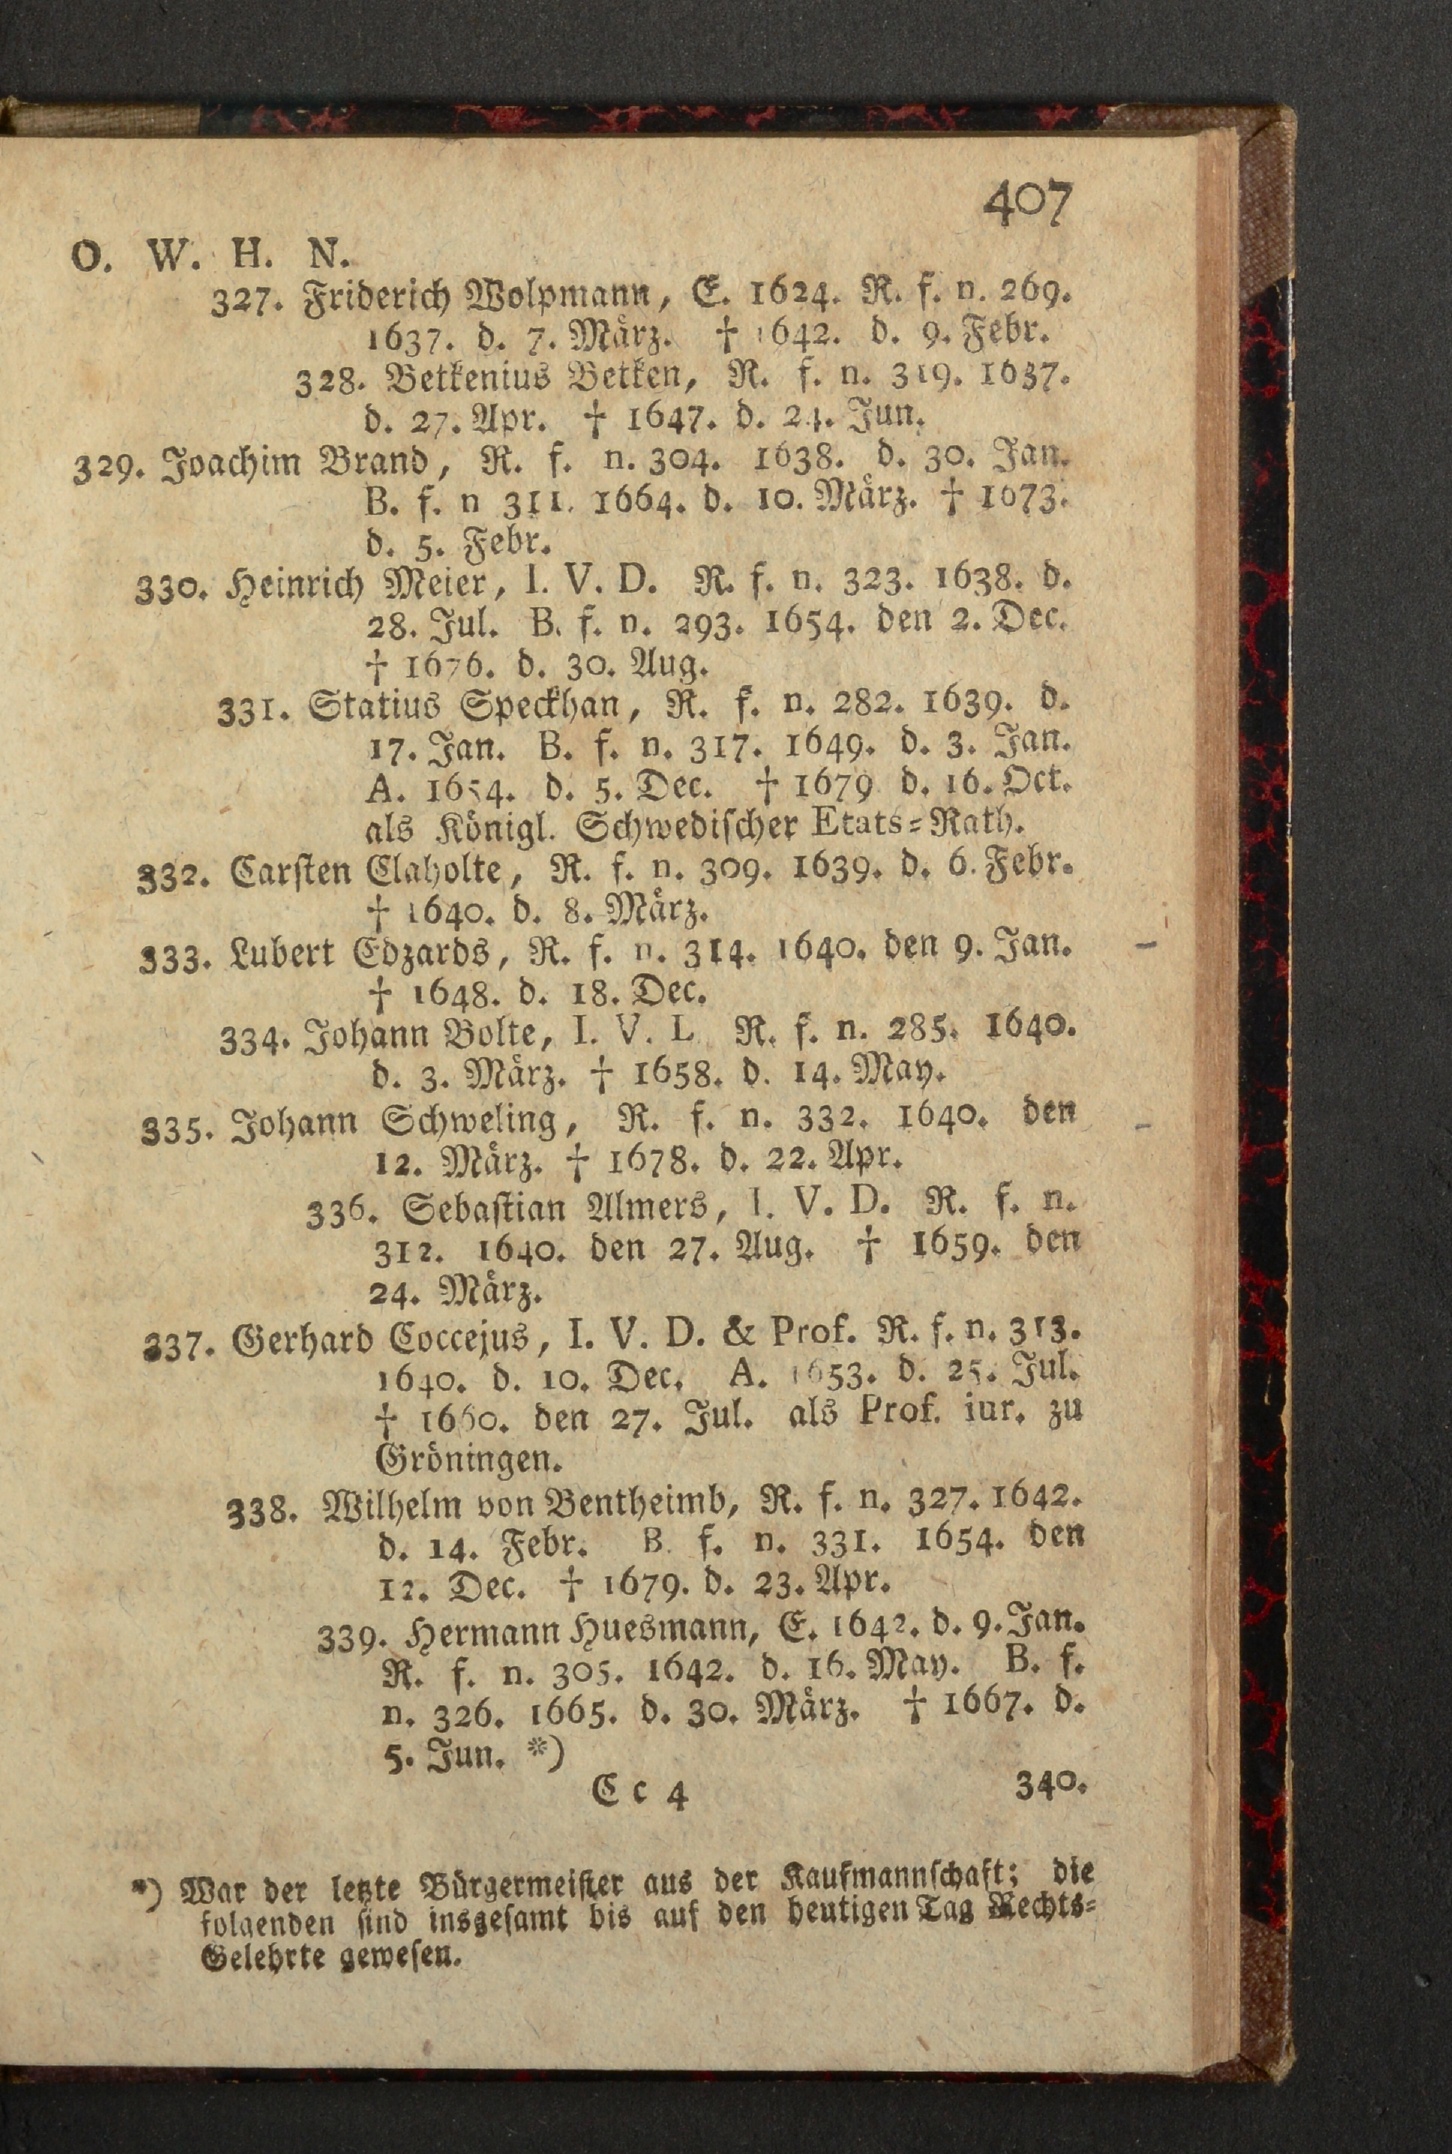 407
O. W. H. N.
327. Friderich Wolpmann, E. 1624. R. f. n. 269.
1637. d. 7. März. † 1642. d. 9. Febr.
328. Betkenius Betken, R. f. n. 319. 1637.
d. 27. Apr. † 1647. d. 24. Jun.
329. Joachim Brand, R. f. n. 304. 1638. d. 30. Jan.
B. f. n 311. 1664. d. 10. März. † 1673.
d. 5. Febr.
330. Heinrich Meier, I. V. D. R. f. n. 323. 1638. d.
28. Jul. B. f. n. 293. 1654. den 2. Dec.
† 1676. d. 30. Aug.
331. Statius Speckhan, R. f. n. 282. 1639. d.
17. Jan. B. f. n. 317. 1649. d. 3. Jan.
A. 1654. d. 5. Dec. † 1679 d. 16. Oct.
als Königl. Schwedischer Etats-Rath.
332. Carsten Claholte, R. f. n. 309. 1639. d. 6. Febr.
† 1640. d. 8. März.
333. Lubert Edzards, R. f. n. 314. 1640. den 9. Jan.
† 1648. d. 18. Dec.
334. Johann Bolte, I. V. L R. f. n. 285. 1640.
d. 3. März. † 1658. d. 14. May.
335. Johann Schweling, R. f. n. 332. 1640. den
12. März. † 1678. d. 22. Apr.
336. Sebastian Almers, I. V. D. R. f. n.
312. 1640. den 27. Aug. † 1659. den
24. März.
337. Gerhard Coccejus, I. V. D. & Prof. R. f. n. 313.
1640. d. 10. Dec. A. 1653. d. 25. Jul.
† 1660. den 27. Jul. als Prof. iur. zu
Gröningen.
338. Wilhelm von Bentheimb, R. f. n. 327. 1642.
d. 14. Febr. B. f. n. 331. 1654. den
12. Dec. † 1679. d. 23. Apr.
339. Hermann Huesmann, E. 1642. d. 9. Jan.
R. f. n. 305. 1642. d. 16. May. B. f.
n. 326. 1665. d. 30. März. † 1667. d.
5. Jun. *)
C c 4 340.
*) War der letzte Bürgermeister aus der Kaufmannschaft; die
folgenden sind insgesamt bis auf den heutigen Tag Rechts-
Gelehrte gewesen.